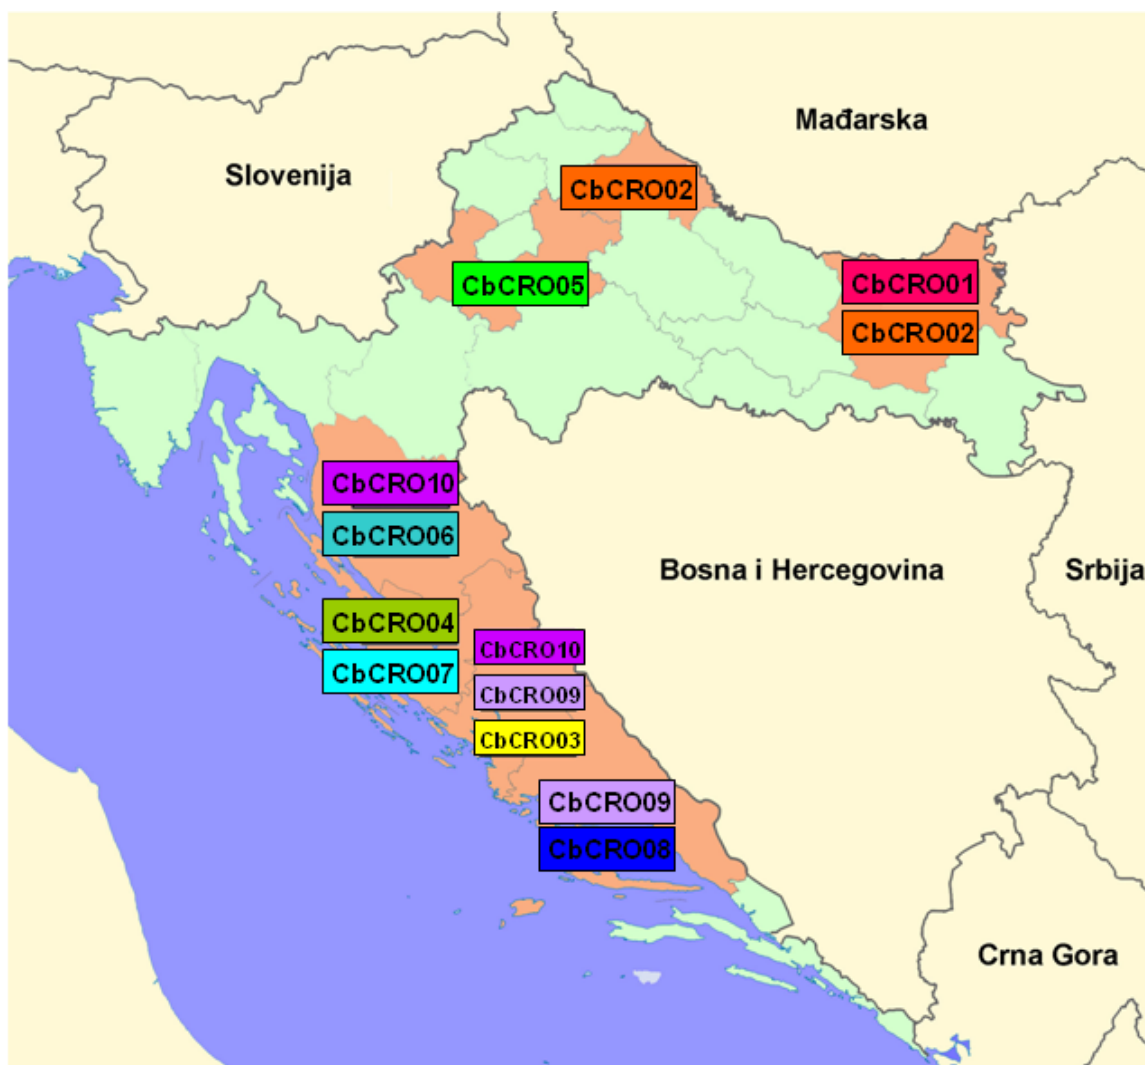 Mađarska
Slovenija
CbCRO02
CbCRO05
CbCRO01
CbCRO02
CbCRO10
CbCRO06
Bosna i Hercegovina
Srbija
CbCRO04
CbCRO07
CbCRO10
CbCRO09
CbCRO03
CbCRO09
CbCRO08
Crna Gora